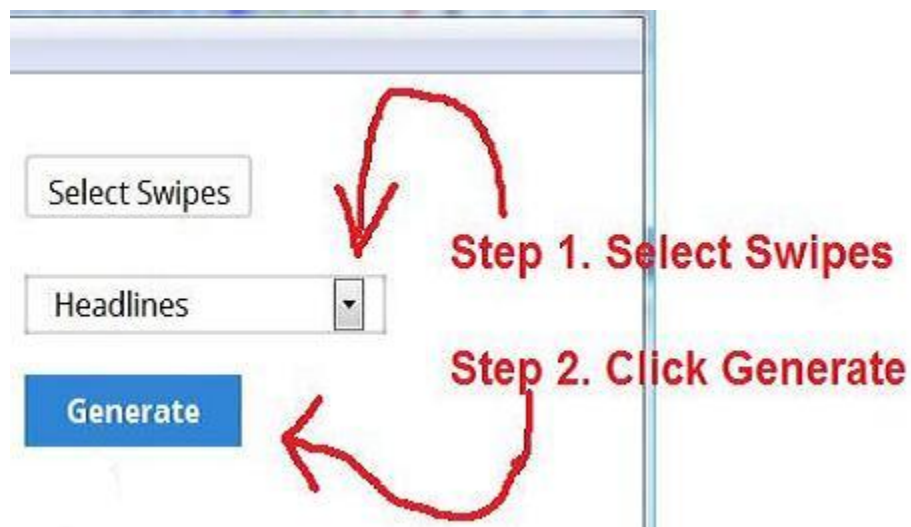 Select Swipes
Step 1. Select Swipes
Headlines
Step 2. Click Generate
Generate